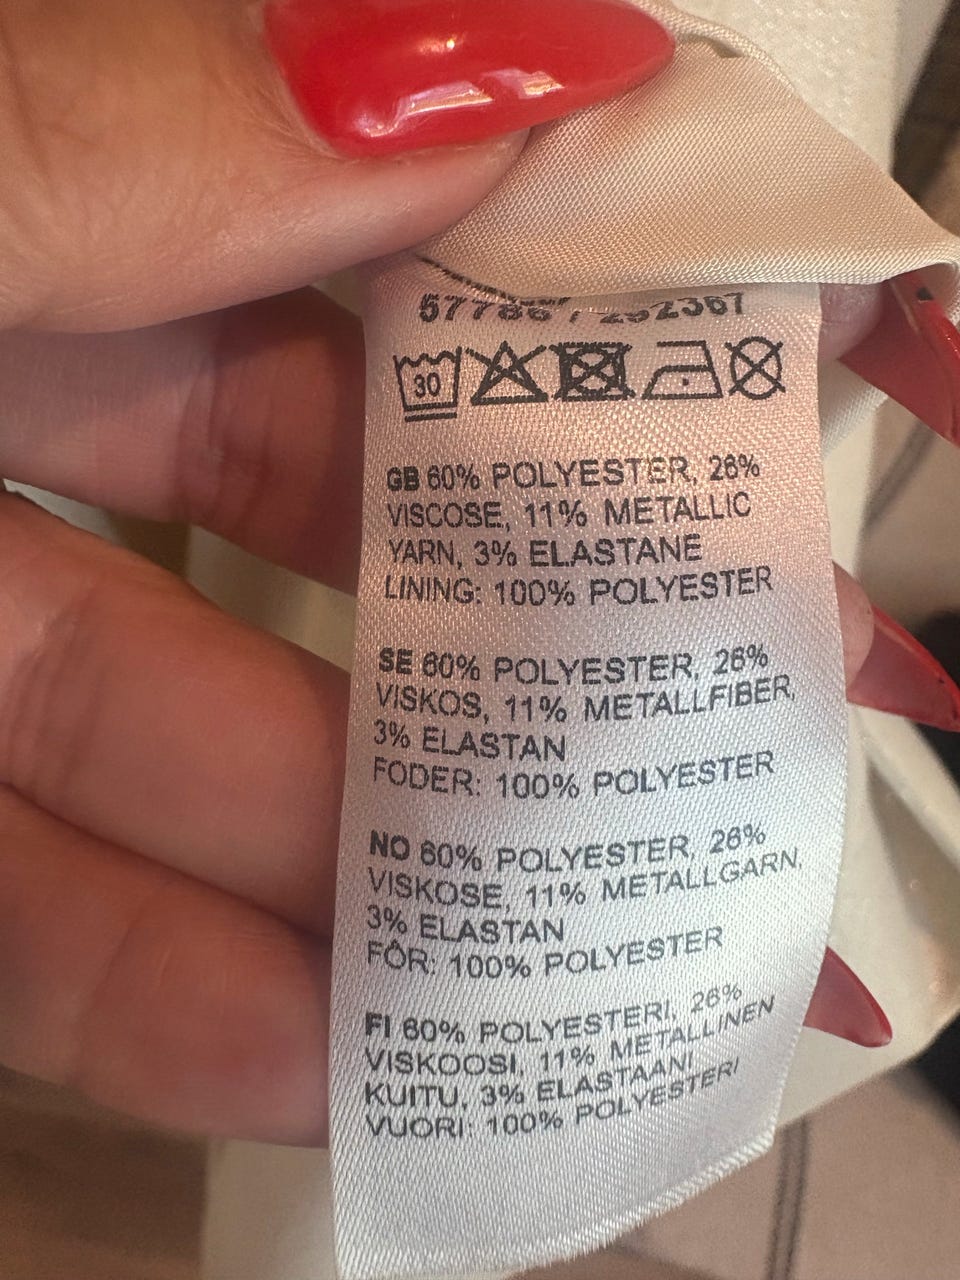 30
GB 60% POLYESTER, 26%
VISCOSE, 11% METALLIC
YARN, 3% ELASTANE
LINING: 100% POLYESTER
SE 60% POLYESTER, 26%
VISKOS, 11% METALLFIBER,
3% ELASTAN
FODER: 100% POLYESTER
NO 60% POLYESTER, 26%
VISKOSE, 11% METALLGARN,
3% ELASTAN
FÔR: 100% POLYESTER
FI 60% POLYESTERI, 26%
VISKOOSI, 11% METALLINEN
KUITU, 3% ELASTAANI
VUORI: 100% POLYESTERI